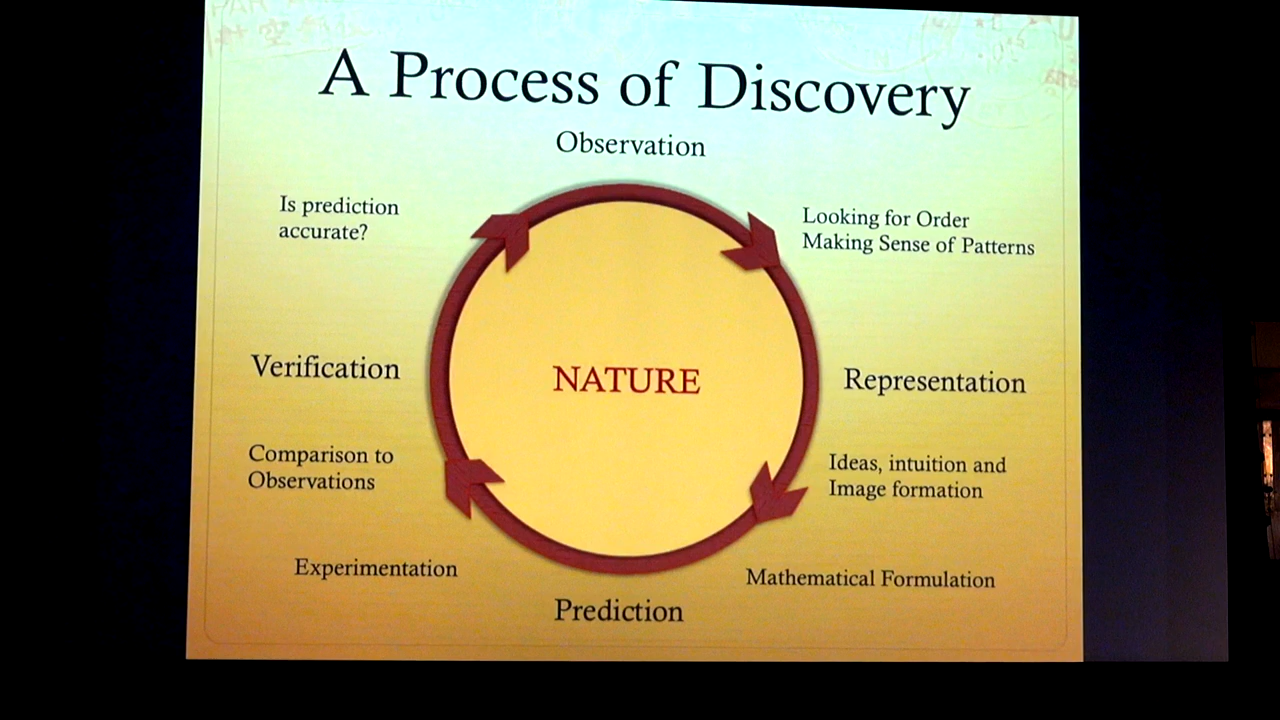 A Process of Discovery
Observation
Is prediction
accurate?
Looking for Order
Making Sense of Patterns
Verification
NATURE
Representation
Comparison to
Observations
Ideas, intuition and
Image formation
Experimentation
Mathematical Formulation
Prediction